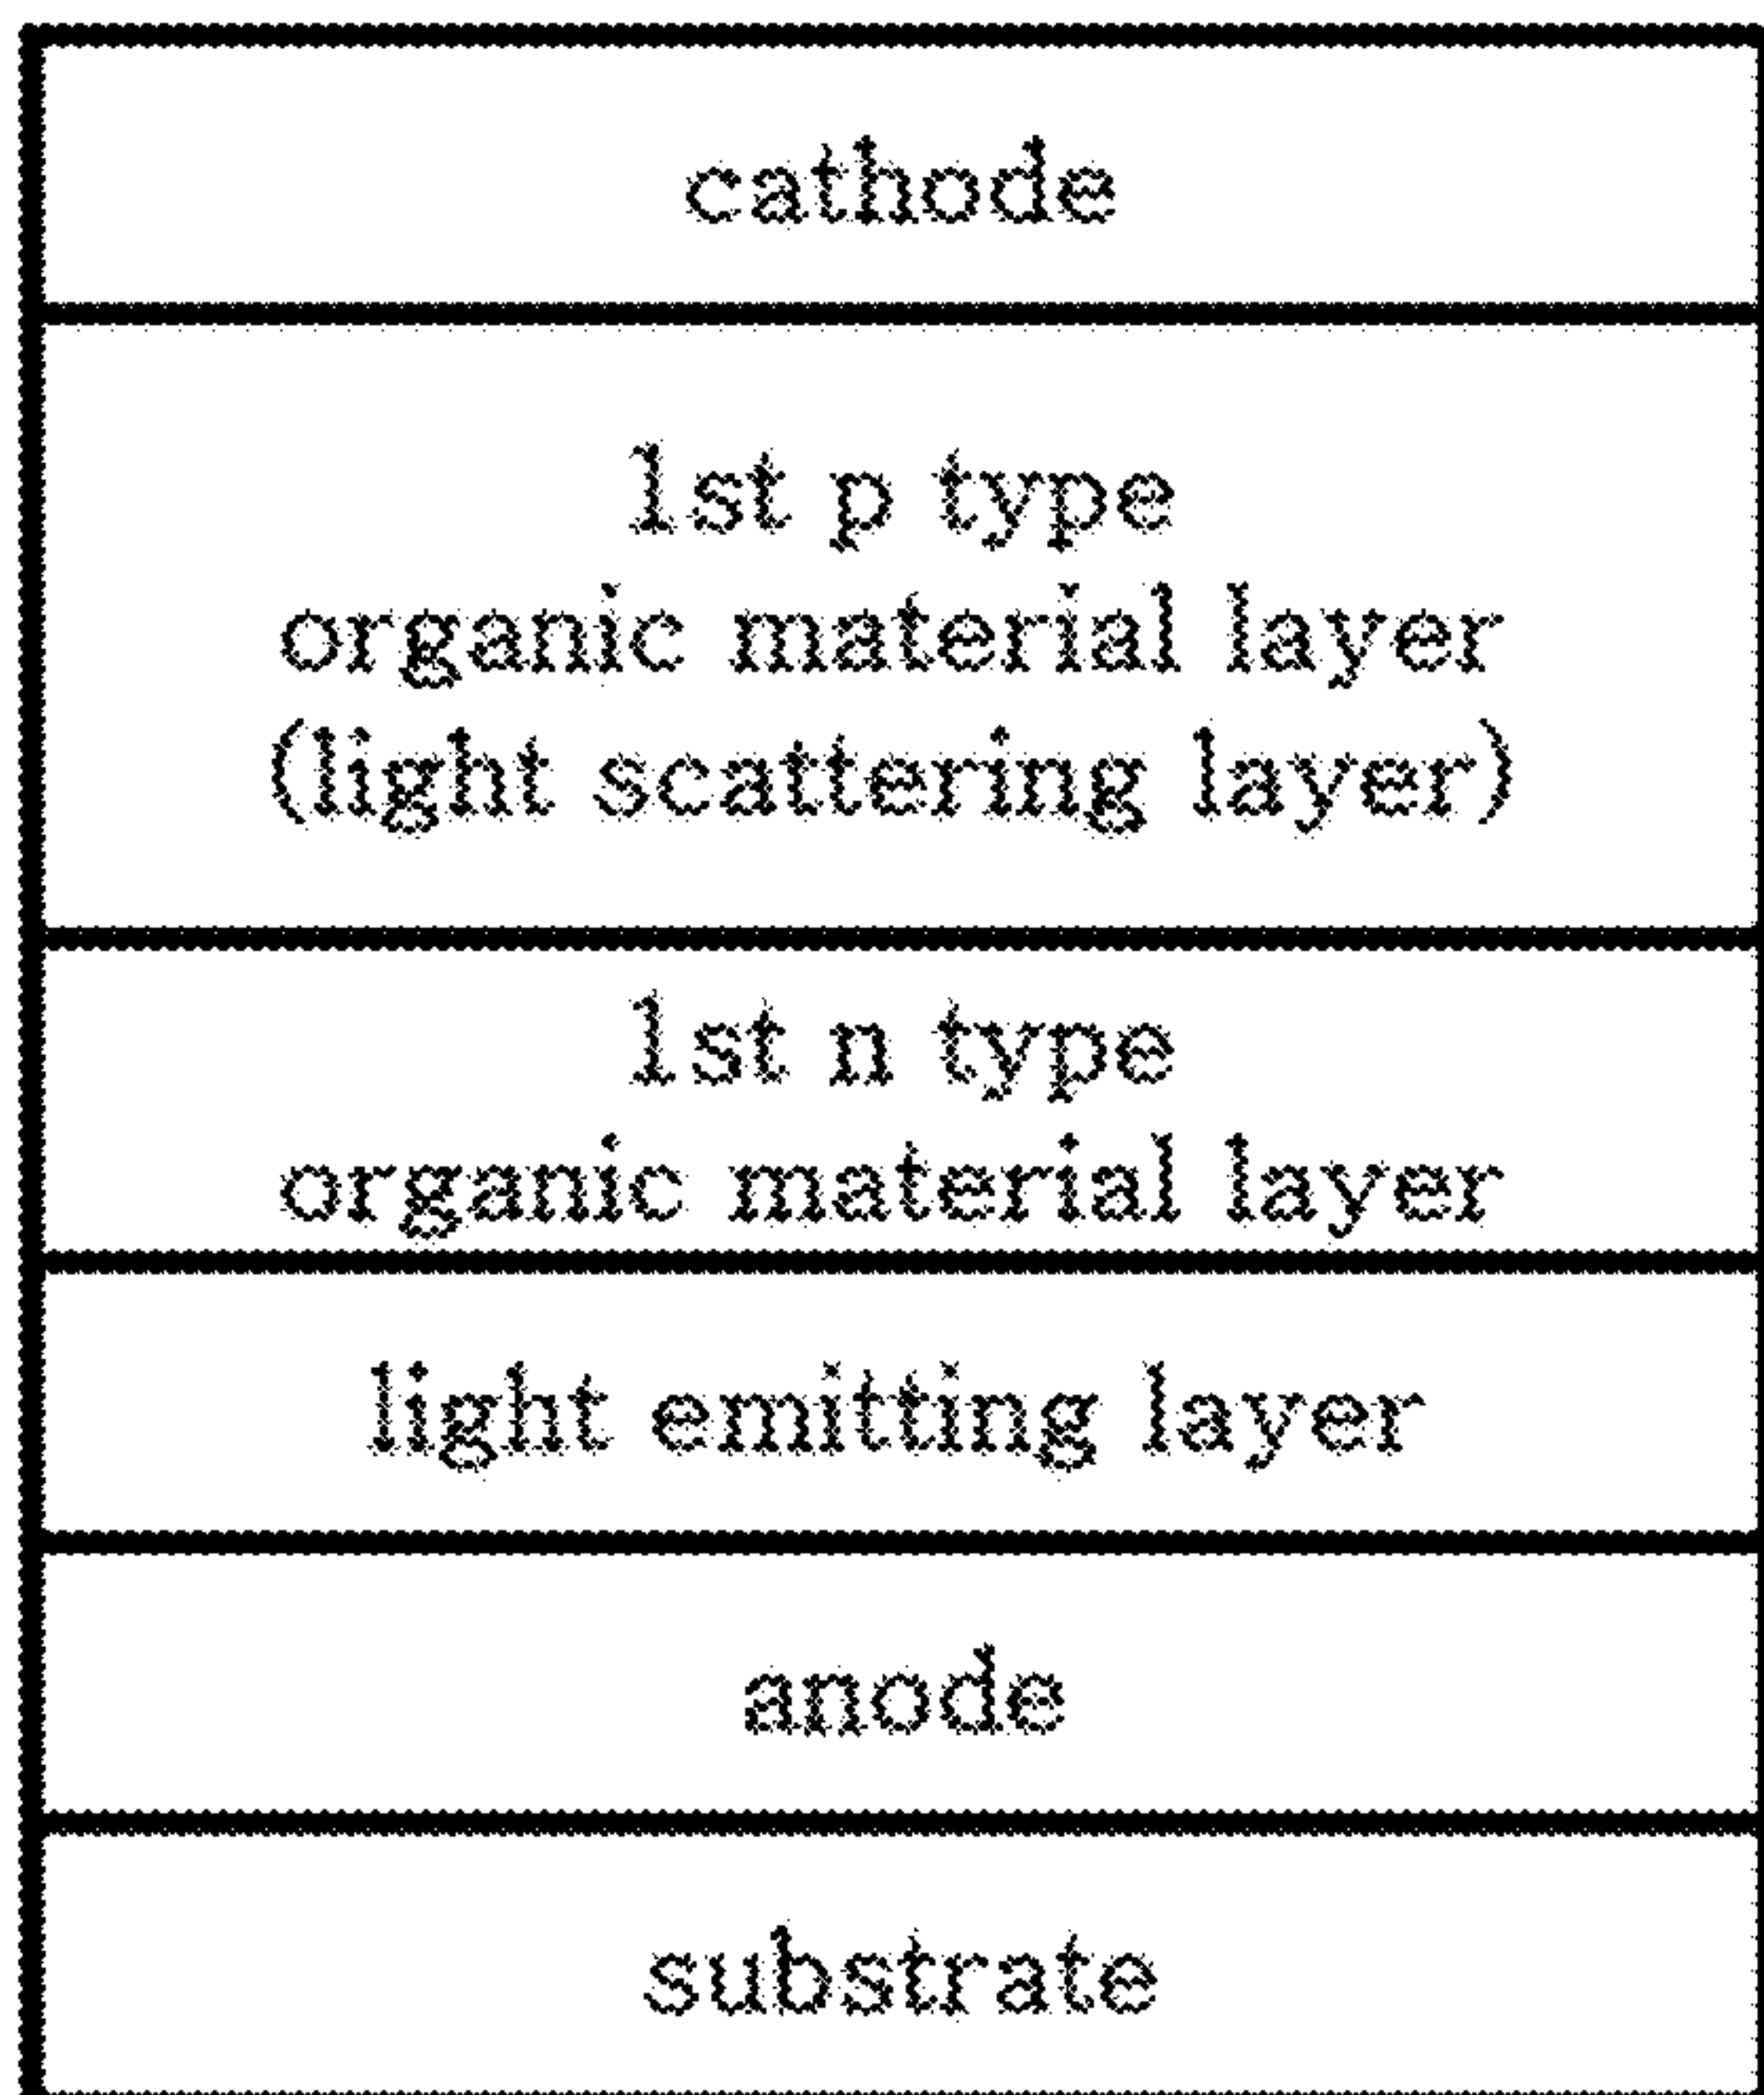 cathode
1st p type
organic material layer
(light scattering layer)
1st n type
organic material layer
light emitting layer
anode
substrate